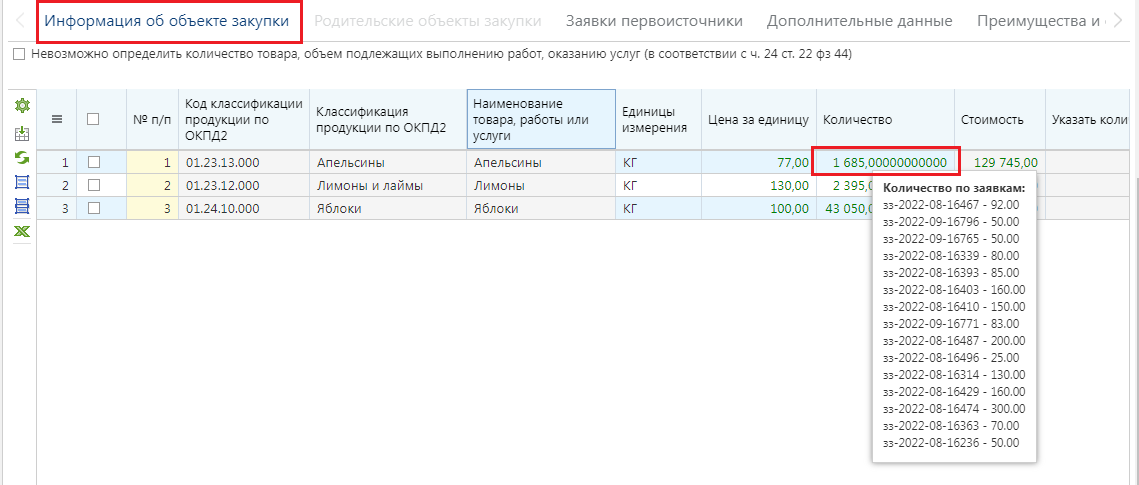 Информация об объекте закупки Родительские объекты закупки Заявки первоисточники Дополнительные данные Преимущества и
Невозможно определить количество товара, объем подлежащих выполнению работ, оказанию услуг (в соответствии с ч. 24 ст. 22 фз 44)
№ п/п
Код классификации
продукции по
ОКПД2
Классификация
продукции по ОКПД2
Наименование
товара, работы или
услуги
Единицы
измерения
Цена за единицу
Количество
Стоимость
Указать коли
1 1 01.23.13.000 Апельсины Апельсины КГ 77,00 1 685,00000000000 129 745,00
2 2 01.23.12.000 Лимоны и лаймы Лимоны КГ 130,00 2 395,0
3 3 01.24.10.000 Яблоки Яблоки КГ 100,00 43 050,0
Количество по заявкам:
зз-2022-08-16467 - 92.00
зз-2022-09-16796 - 50.00
зз-2022-09-16765 - 50.00
зз-2022-08-16339 - 80.00
зз-2022-08-16393 - 85.00
зз-2022-08-16403 - 160.00
зз-2022-08-16410 - 150.00
зз-2022-09-16771 - 83.00
зз-2022-08-16487 - 200.00
зз-2022-08-16496 - 25.00
зз-2022-08-16314 - 130.00
зз-2022-08-16429 - 160.00
зз-2022-08-16474 - 300.00
зз-2022-08-16363 - 70.00
зз-2022-08-16236 - 50.00